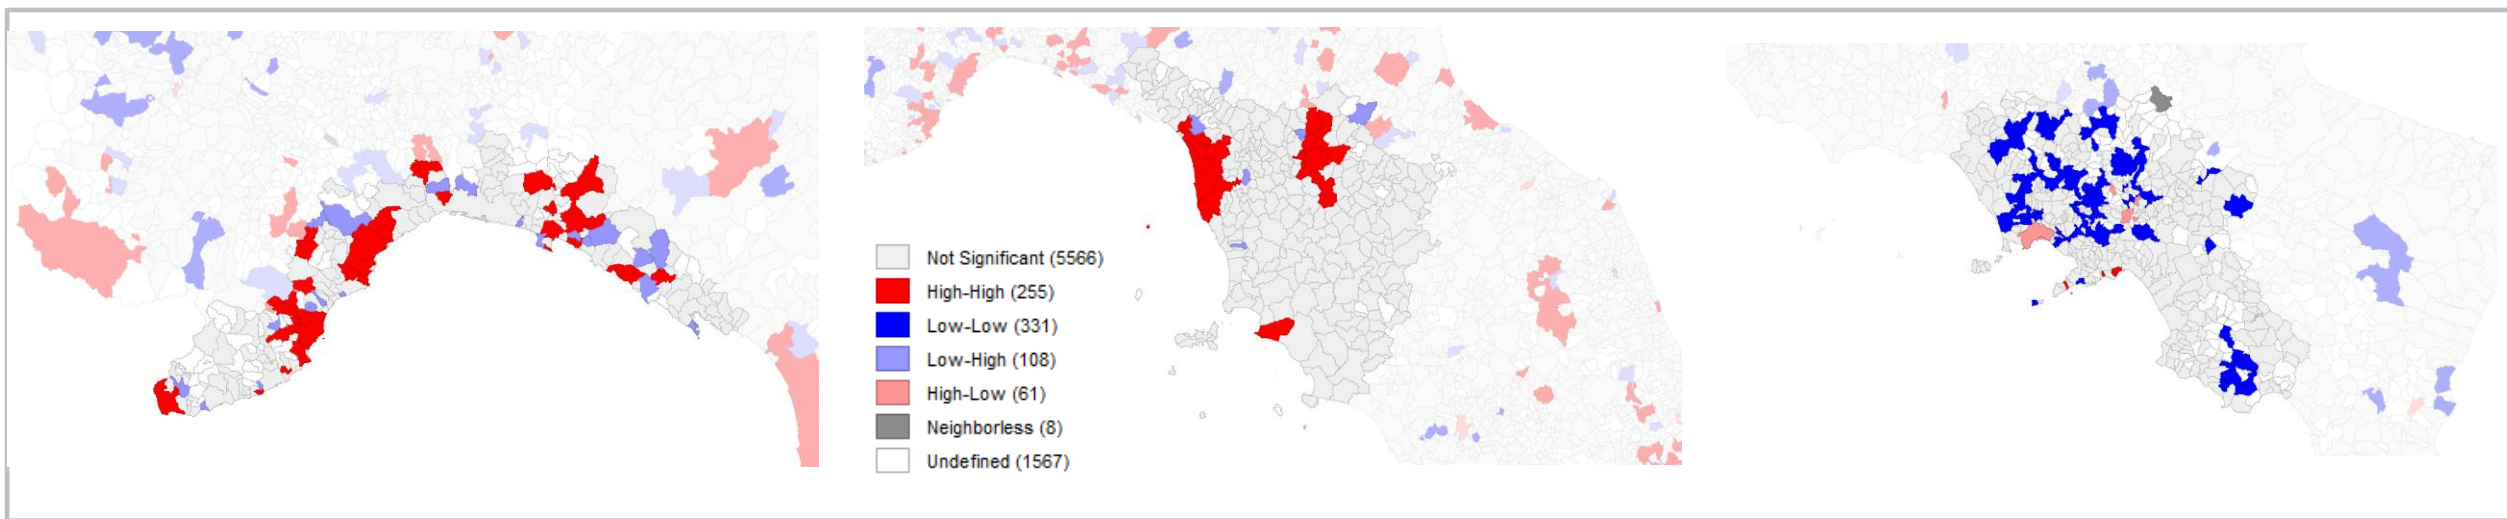 Not Significant (5566)
High-High (255)
Low-Low (331)
Low-High (108)
High-Low (61)
Neighborless (8)
Undefined (1567)